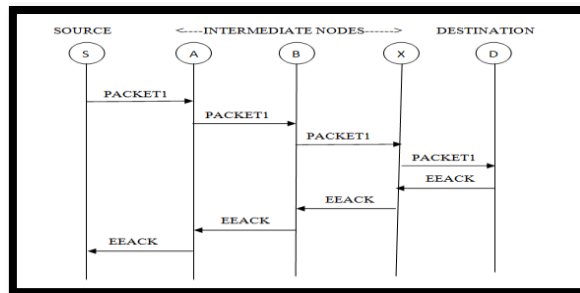 SOURCE <----INTERMEDIATE NODES-----> DESTINATION
S A B X D
PACKET1
PACKET1
PACKET1
PACKET1
EEACK
EEACK
EEACK
EEACK